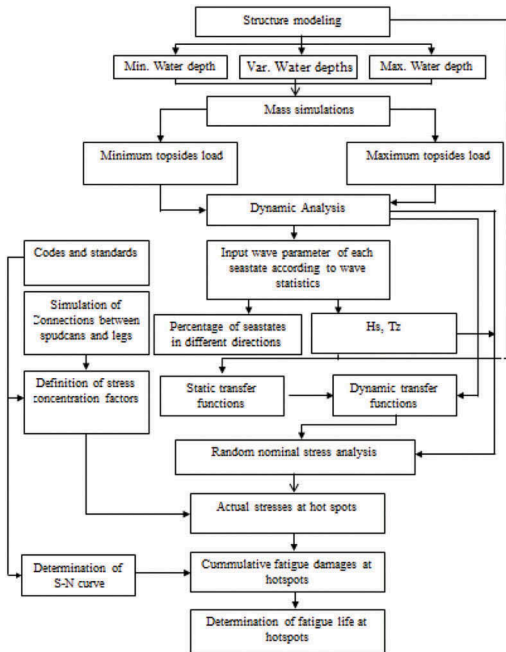 Structure modeling
Min. Water depth
Var. Water depths
Max. Water depth
Mass simulations
Minimum topsides load
Maximum topsides load
Dynamic Analysis
Codes and standards
Input wave parameter of each
seastate according to wave
statistics
Simulation of
Connections between
spudcans and legs
Percentage of seastates
in different directions
Hs, Tz
Definition of stress
concentration factors
Static transfer
functions
Dynamic transfer
functions
Random nominal stress analysis
Actual stresses at hot spots
Determination of
S-N curve
Cummulative fatigue damages at
hotspots
Determination of fatigue life at
hotspots